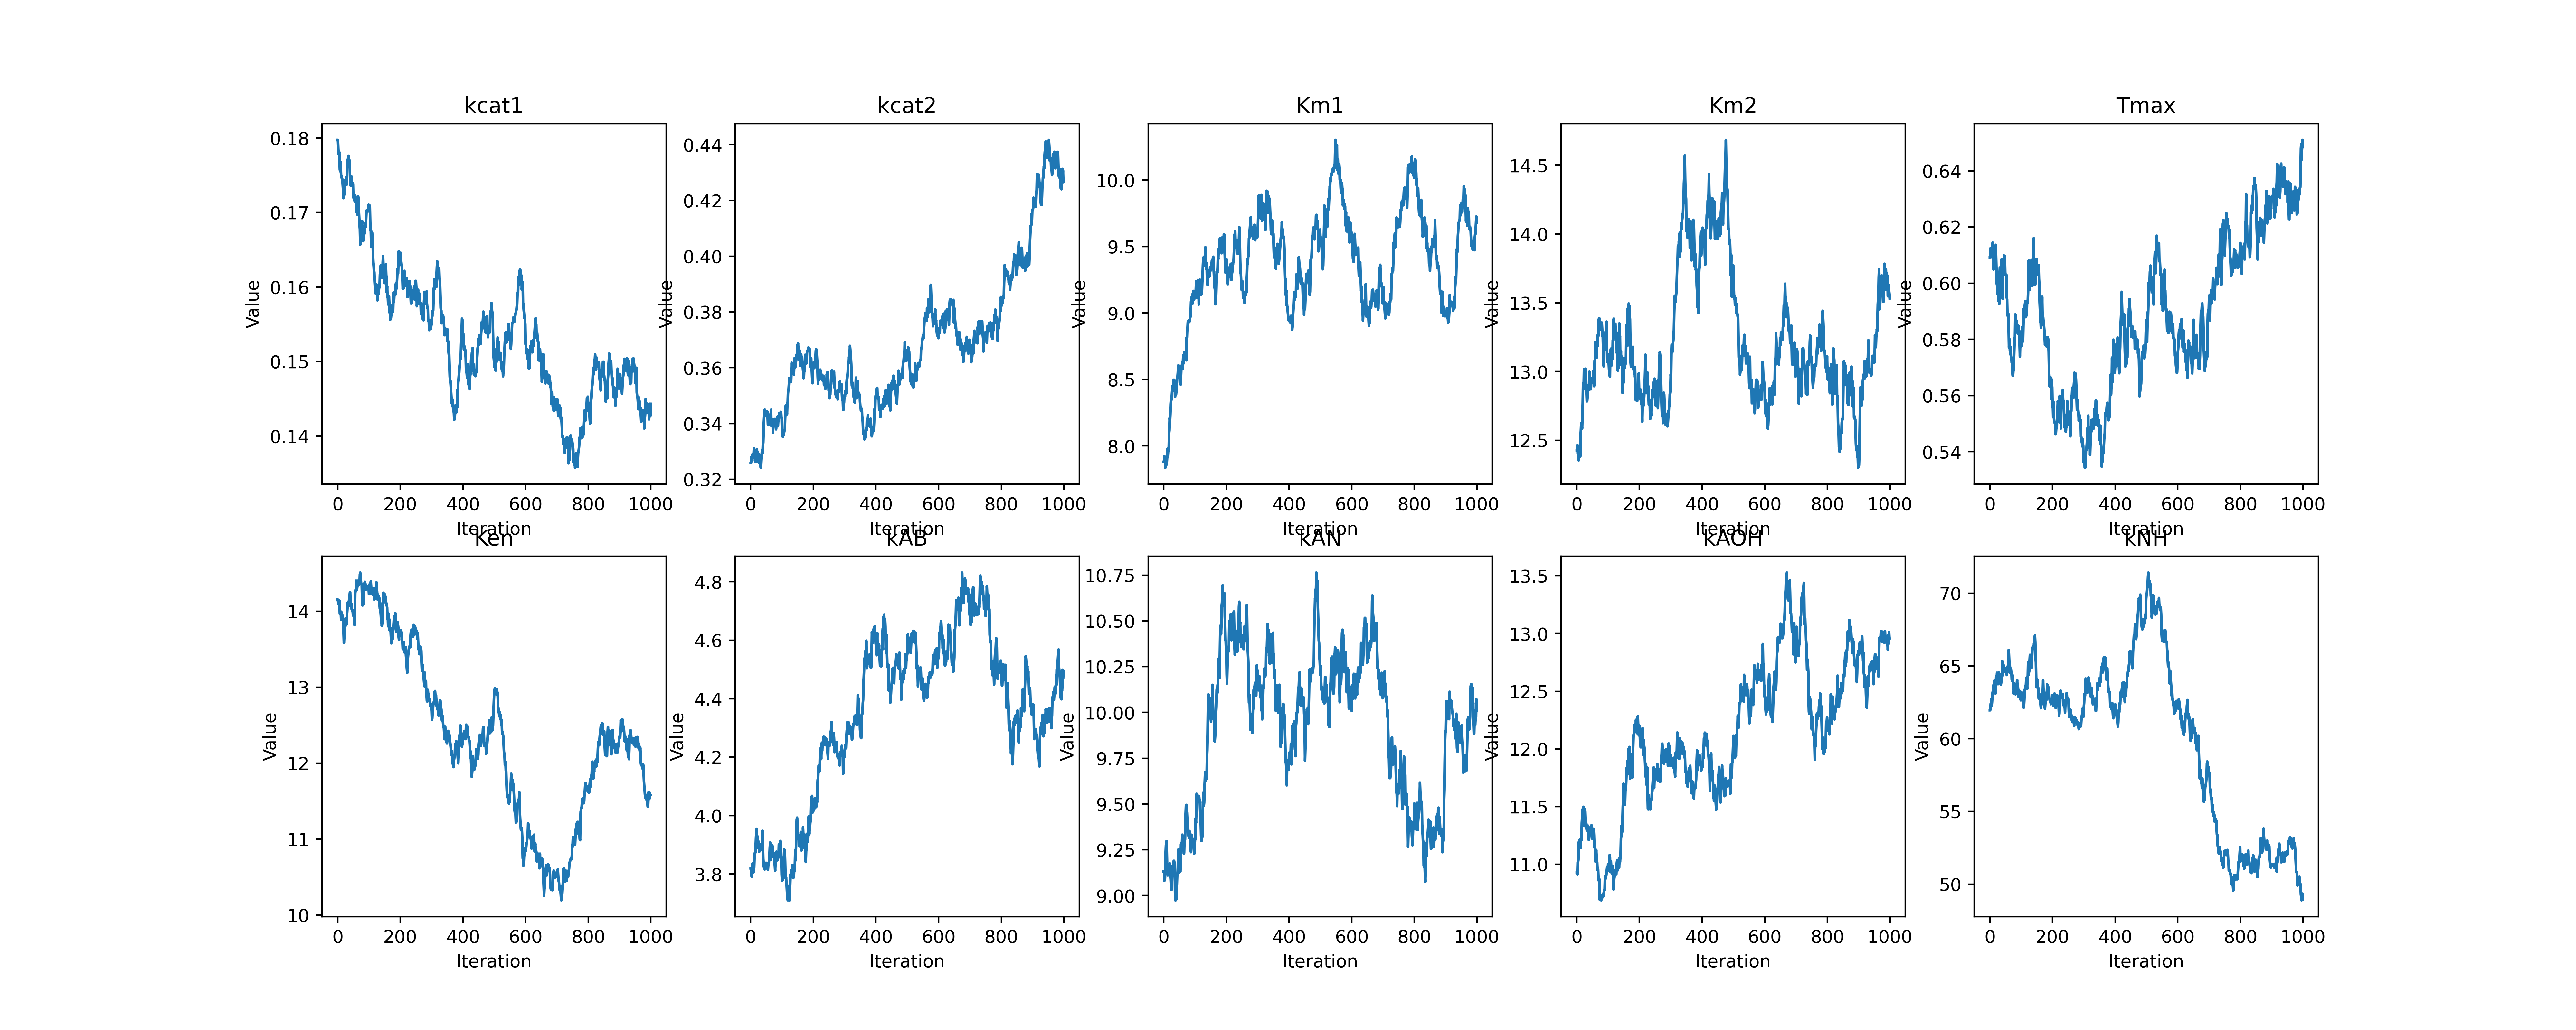 kcat1 kcat2 Km1 Km2 Tmax
Value Value Value Value Value
0.18 0.17 0.16 0.15 0.14
0.44 0.42 0.40 0.38 0.36 0.34 0.32
10.0 9.5 9.0 8.5 8.0
14.5 14.0 13.5 13.0 12.5
0.64 0.62 0.60 0.58 0.56 0.54
0 200 400 600 800 1000
0 200 400 600 800 1000
0 200 400 600 800 1000
0 200 400 600 800 1000
0 200 400 600 800 1000
Iteration Iteration Iteration Iteration Iteration
Ken kAB kAN kAOH kNH
Value Value Value Value Value
14 13 12 11 10
4.8 4.6 4.4 4.2 4.0 3.8
10.75 10.50 10.25 10.00 9.75 9.50 9.25 9.00
13.5 13.0 12.5 12.0 11.5 11.0
70 65 60 55 50
0 200 400 600 800 1000
0 200 400 600 800 1000
0 200 400 600 800 1000
0 200 400 600 800 1000
0 200 400 600 800 1000
Iteration Iteration Iteration Iteration Iteration